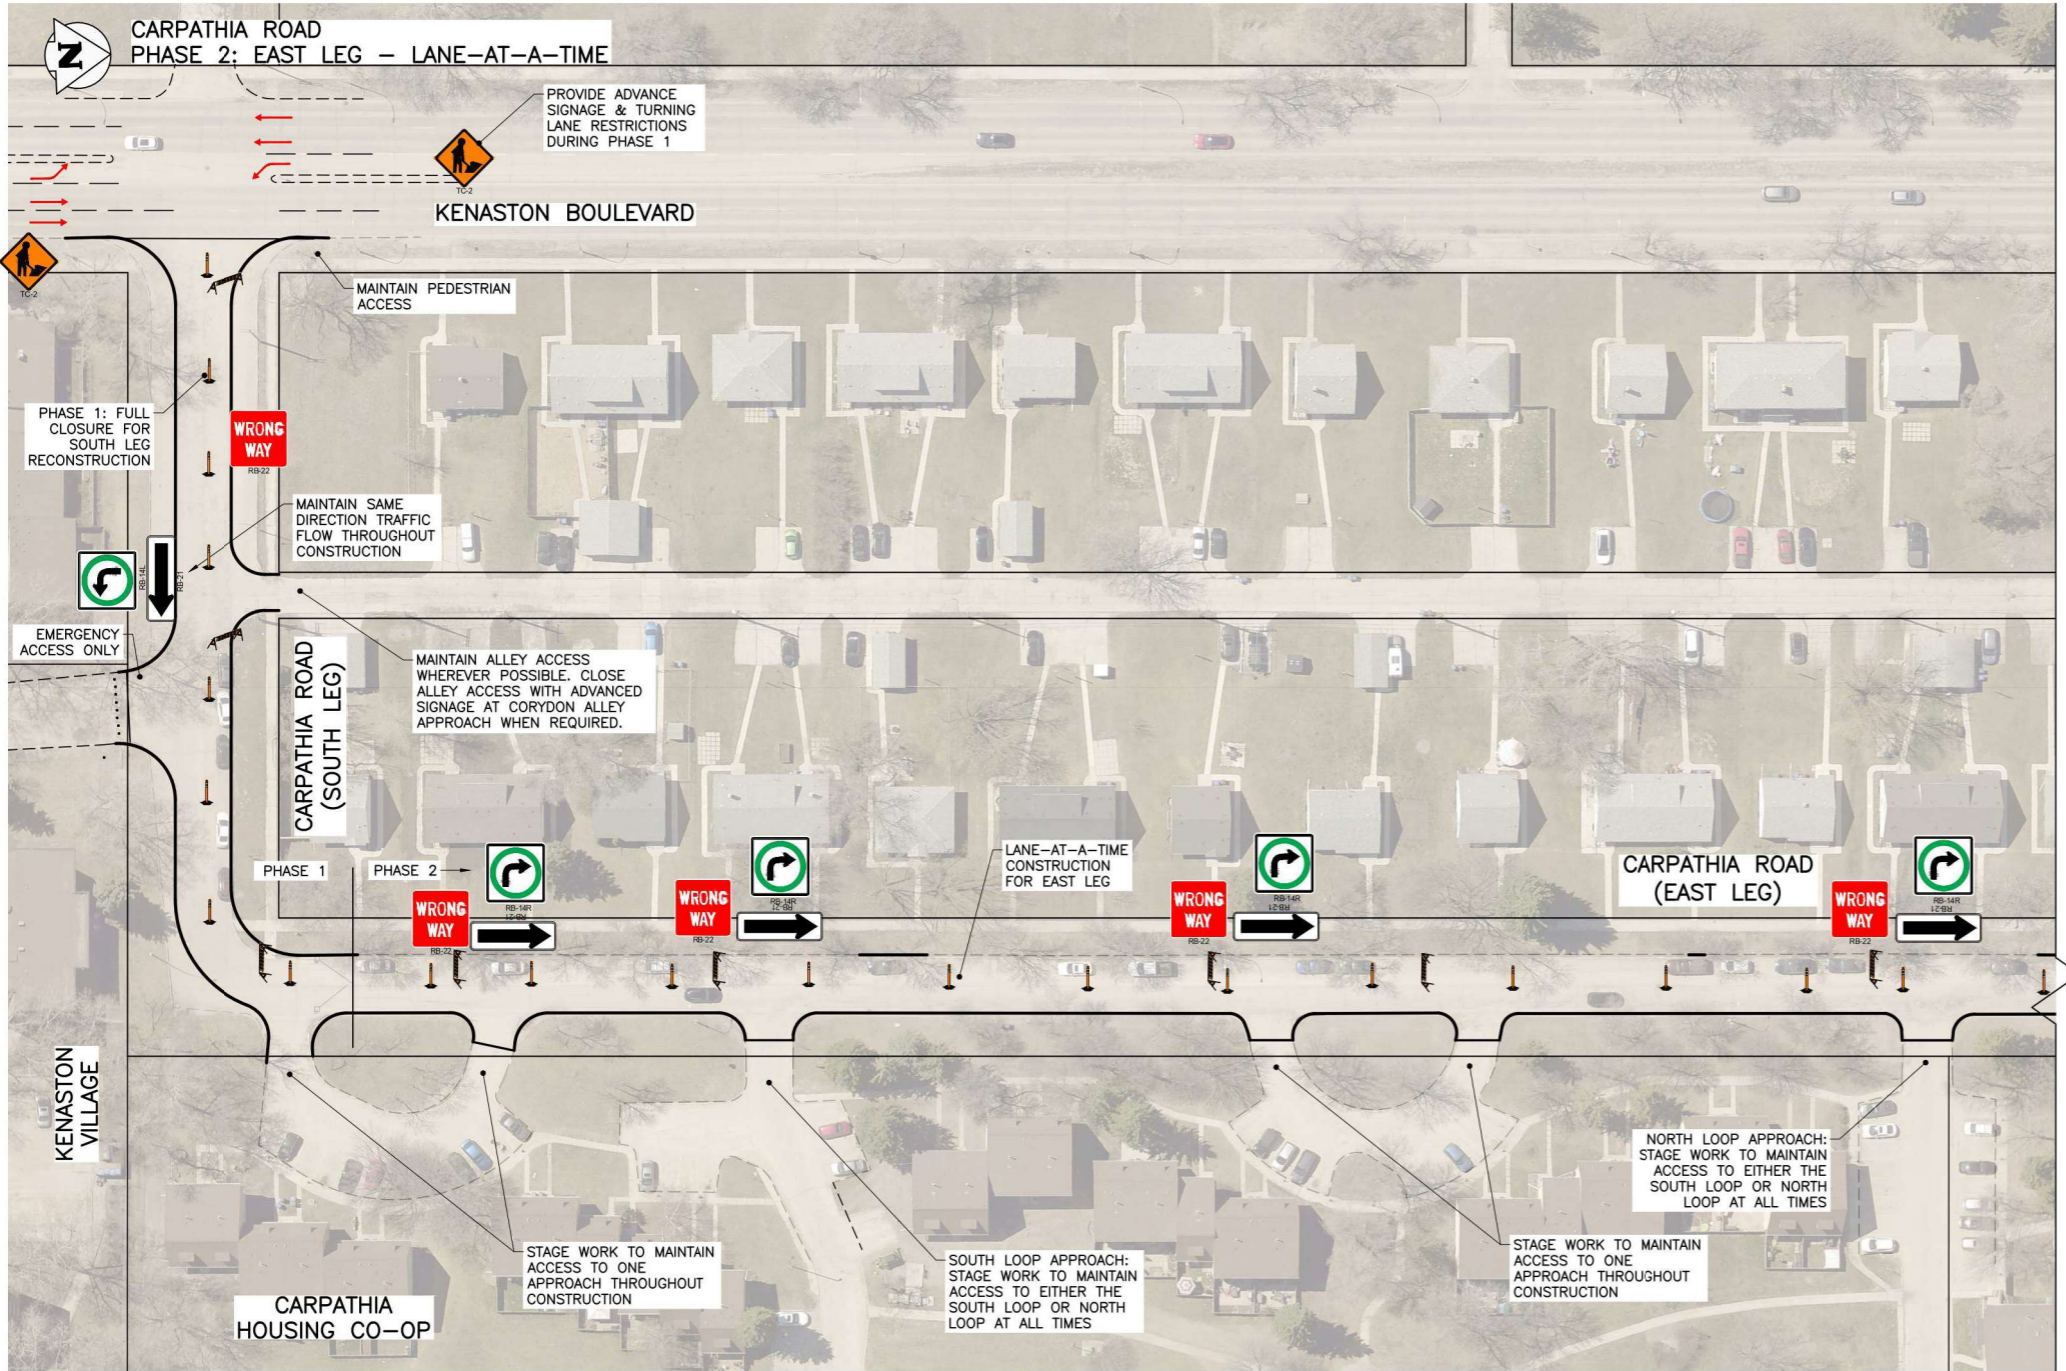 N
CARPATHIA ROAD
PHASE 2: EAST LEG – LANE-AT-A-TIME
PROVIDE ADVANCE
SIGNAGE & TURNING
LANE RESTRICTIONS
DURING PHASE 1
TC-2
KENASTON BOULEVARD
TC-2
MAINTAIN PEDESTRIAN
ACCESS
PHASE 1: FULL
CLOSURE FOR
SOUTH LEG
RECONSTRUCTION
WRONG
WAY
RB-22
MAINTAIN SAME
DIRECTION TRAFFIC
FLOW THROUGHOUT
CONSTRUCTION
RB-14L
RB-21
EMERGENCY
ACCESS ONLY
CARPATHIA ROAD
(SOUTH LEG)
MAINTAIN ALLEY ACCESS
WHEREVER POSSIBLE. CLOSE
ALLEY ACCESS WITH ADVANCED
SIGNAGE AT CORYDON ALLEY
APPROACH WHEN REQUIRED.
PHASE 1
PHASE 2
LANE-AT-A-TIME
CONSTRUCTION
FOR EAST LEG
CARPATHIA ROAD
(EAST LEG)
WRONG
WAY
RB-22
RB-14R
RB-21
WRONG
WAY
RB-22
RB-14R
RB-21
WRONG
WAY
RB-22
RB-14R
RB-21
WRONG
WAY
RB-22
RB-14R
RB-21
KENASTON
VILLAGE
STAGE WORK TO MAINTAIN
ACCESS TO ONE
APPROACH THROUGHOUT
CONSTRUCTION
SOUTH LOOP APPROACH:
STAGE WORK TO MAINTAIN
ACCESS TO EITHER THE
SOUTH LOOP OR NORTH
LOOP AT ALL TIMES
STAGE WORK TO MAINTAIN
ACCESS TO ONE
APPROACH THROUGHOUT
CONSTRUCTION
NORTH LOOP APPROACH:
STAGE WORK TO MAINTAIN
ACCESS TO EITHER THE
SOUTH LOOP OR NORTH
LOOP AT ALL TIMES
CARPATHIA
HOUSING CO-OP